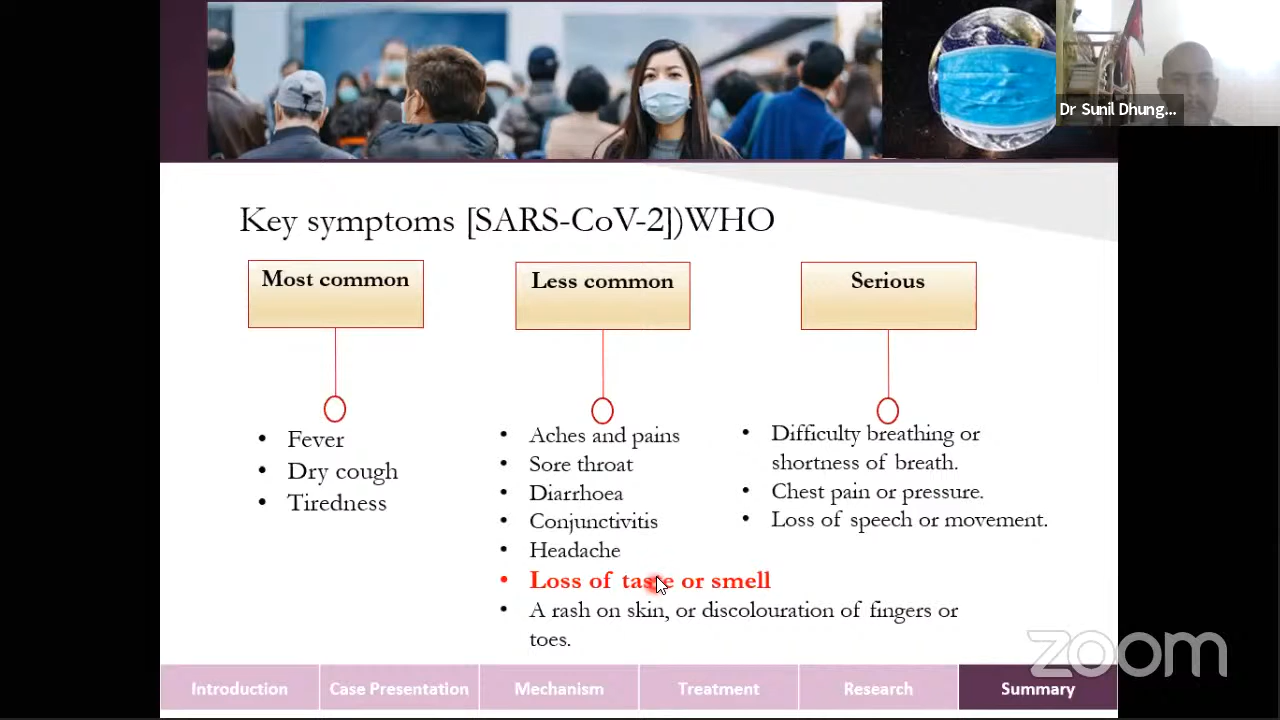 Dr Sunil Dhung...
Key symptoms [SARS-CoV-2])WHO
Most common
Less common
Serious
• Fever
• Dry cough
• Tiredness
• Aches and pains
• Sore throat
• Diarrhoea
• Conjunctivitis
• Headache
• Loss of taste or smell
• A rash on skin, or discolouration of fingers or
toes.
• Difficulty breathing or
shortness of breath.
• Chest pain or pressure.
• Loss of speech or movement.
zoom
Introduction
Case Presentation
Mechanism
Treatment
Research
Summary